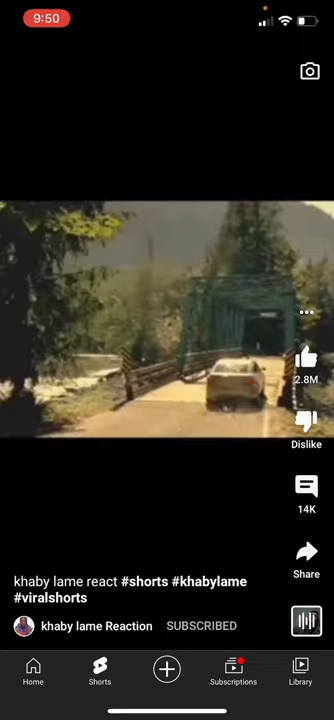 9:50
2.8M
Dislike
14K
Share
khaby lame react #shorts #khabylame
#viralshorts
khaby lame Reaction SUBSCRIBED
Home Shorts Subscriptions Library